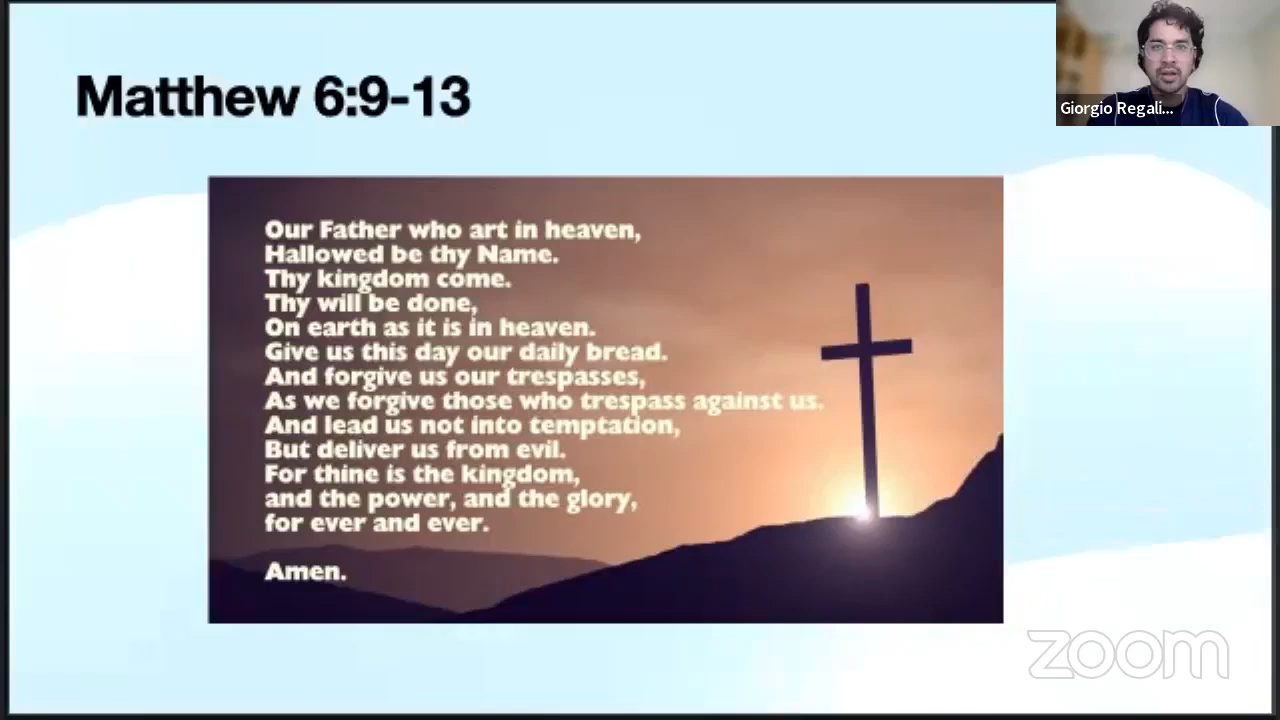 Matthew 6:9-13
Giorgio Regali...
Our Father who art in heaven,
Hallowed be thy Name.
Thy kingdom come.
Thy will be done,
On earth as it is in heaven.
Give us this day our daily bread.
And forgive us our trespasses,
As we forgive those who trespass against us.
And lead us not into temptation,
But deliver us from evil.
For thine is the kingdom,
and the power, and the glory,
for ever and ever.
Amen.
zoom